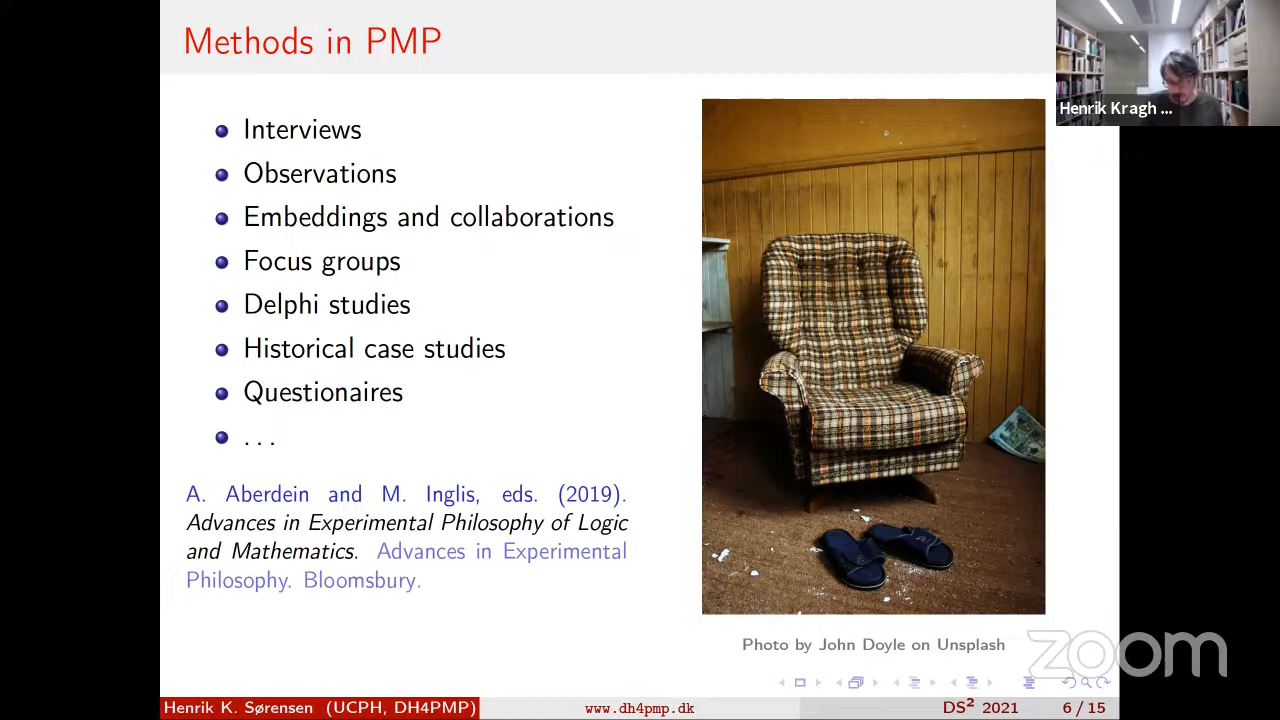 Methods in PMP
Henrik Kragh ...
Interviews
Observations
Embeddings and collaborations
Focus groups
Delphi studies
Historical case studies
Questionaires
. . .
A. Aberdein and M. Inglis, eds. (2019).
Advances in Experimental Philosophy of Logic
and Mathematics. Advances in Experimental
Philosophy. Bloomsbury.
Photo by John Doyle on Unsplash
zoom
Henrik K. Sørensen (UCPH, DH4PMP)
www.dh4pmp.dk
DS² 2021
6 / 15